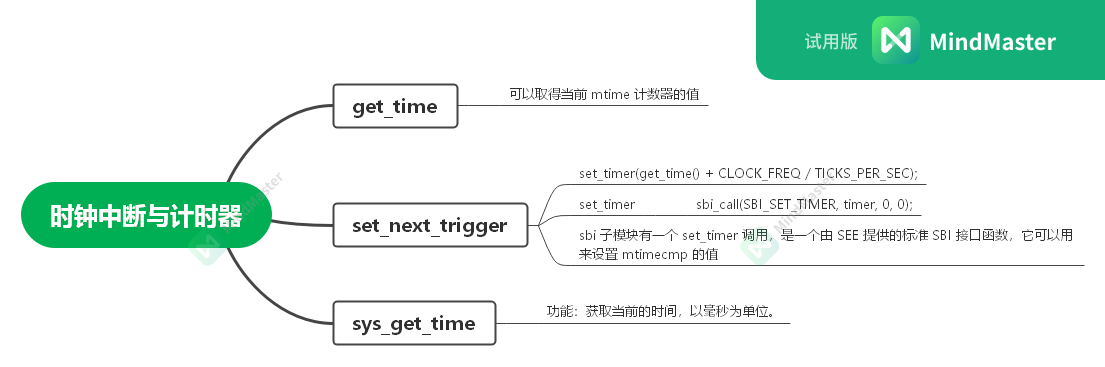 试用版 MindMaster
get_time
可以取得当前 mtime 计数器的值
时钟中断与计时器
set_next_trigger
set_timer(get_time() + CLOCK_FREQ / TICKS_PER_SEC);
set_timer sbi_call(SBI_SET_TIMER, timer, 0, 0);
sbi 子模块有一个 set_timer 调用，是一个由 SEE 提供的标准 SBI 接口函数，它可以用
来设置 mtimecmp 的值
sys_get_time
功能：获取当前的时间，以毫秒为单位。
MindMaster
MindMaster